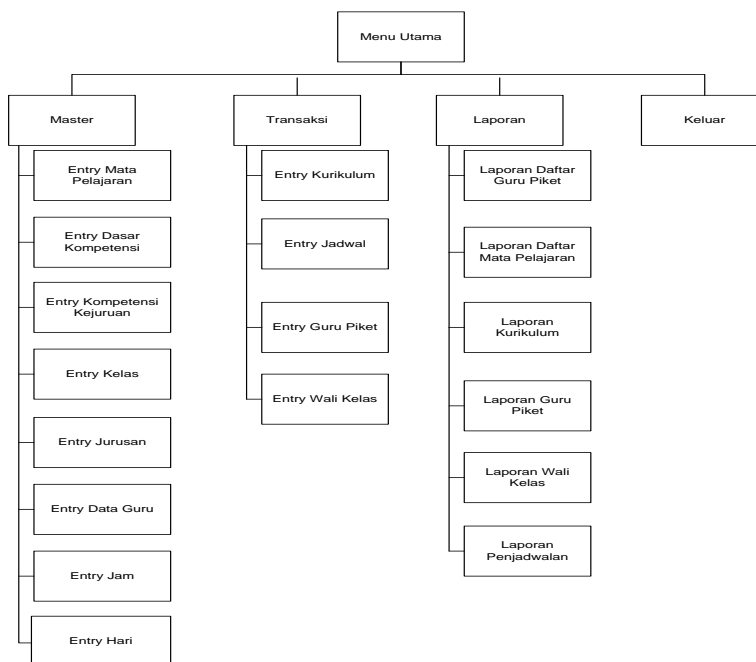 Menu Utama
Master
Transaksi
Laporan
Keluar
Entry Mata
Pelajaran
Entry Dasar
Kompetensi
Entry Kompetensi
Kejuruan
Entry Kelas
Entry Jurusan
Entry Data Guru
Entry Jam
Entry Hari
Entry Kurikulum
Entry Jadwal
Entry Guru Piket
Entry Wali Kelas
Laporan Daftar
Guru Piket
Laporan Daftar
Mata Pelajaran
Laporan
Kurikulum
Laporan Guru
Piket
Laporan Wali
Kelas
Laporan
Penjadwalan